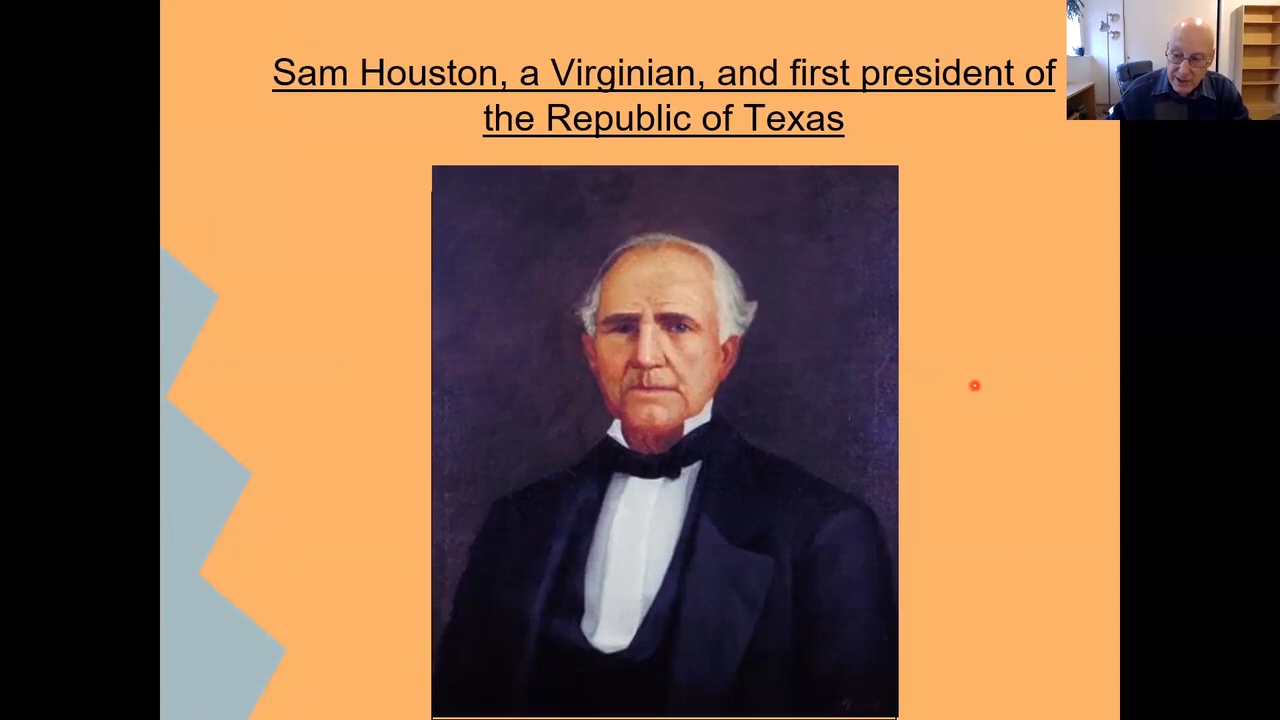 Sam Houston, a Virginian, and first president of
the Republic of Texas